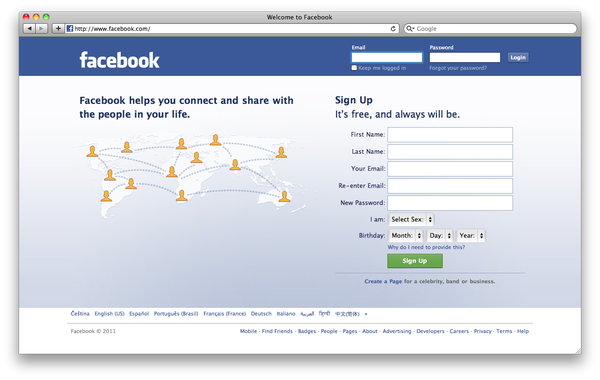 Welcome to Facebook
http://www.facebook.com/
Google
facebook
Email
Password
Keep me logged in
Forgot your password?
Login
Facebook helps you connect and share with
the people in your life.
Sign Up
It's free, and always will be.
First Name:
Last Name:
Your Email:
Re-enter Email:
New Password:
I am: Select Sex:
Birthday: Month: Day: Year:
Why do I need to provide this?
Sign Up
Create a Page for a celebrity, band or business.
Čeština English (US) Español Português (Brasil) Français (France) Deutsch Italiano العربية हिन्दी 中文(简体) »
Facebook © 2011
Mobile · Find Friends · Badges · People · Pages · About · Advertising · Developers · Careers · Privacy · Terms · Help